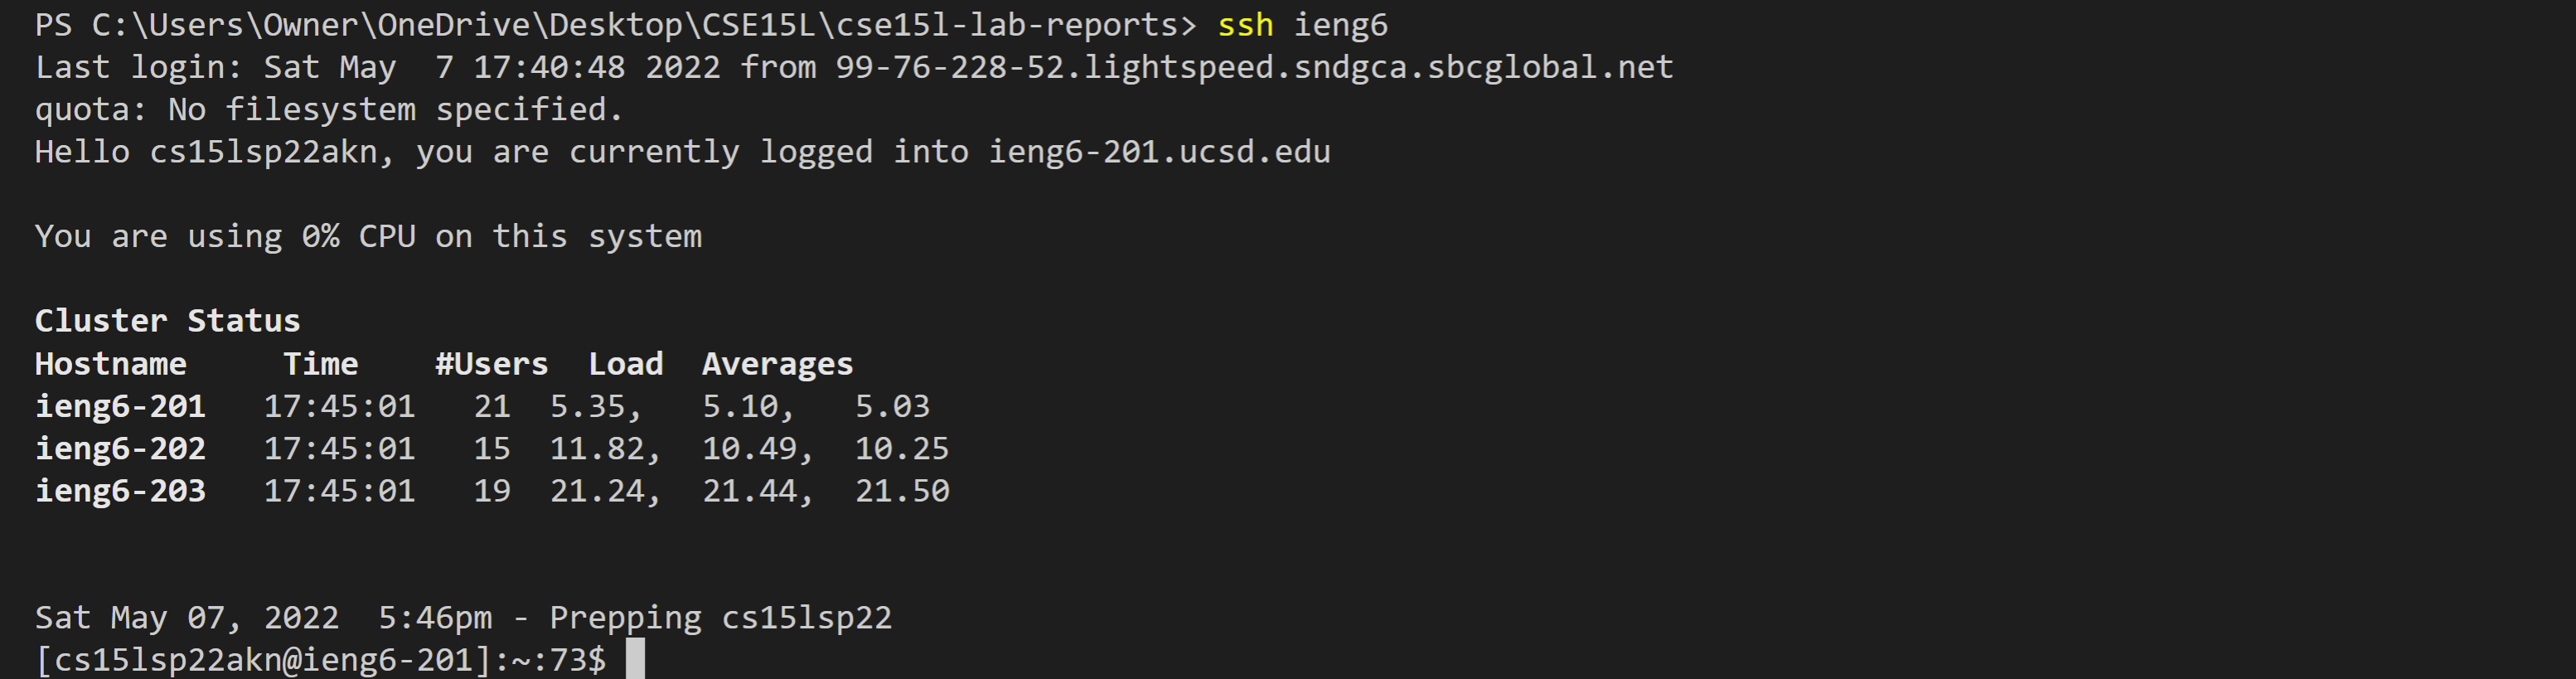 PS C:\Users\Owner\OneDrive\Desktop\CSE15L\cse15l-lab-reports> ssh ieng6
Last login: Sat May  7 17:40:48 2022 from 99-76-228-52.lightspeed.sndgca.sbcglobal.net
quota: No filesystem specified.
Hello cs15lsp22akn, you are currently logged into ieng6-201.ucsd.edu
You are using 0% CPU on this system
Cluster Status
Hostname     Time    #Users  Load  Averages
ieng6-201   17:45:01   21  5.35,   5.10,   5.03
ieng6-202   17:45:01   15  11.82,  10.49,  10.25
ieng6-203   17:45:01   19  21.24,  21.44,  21.50
Sat May 07, 2022  5:46pm - Prepping cs15lsp22
[cs15lsp22akn@ieng6-201]:~:73$